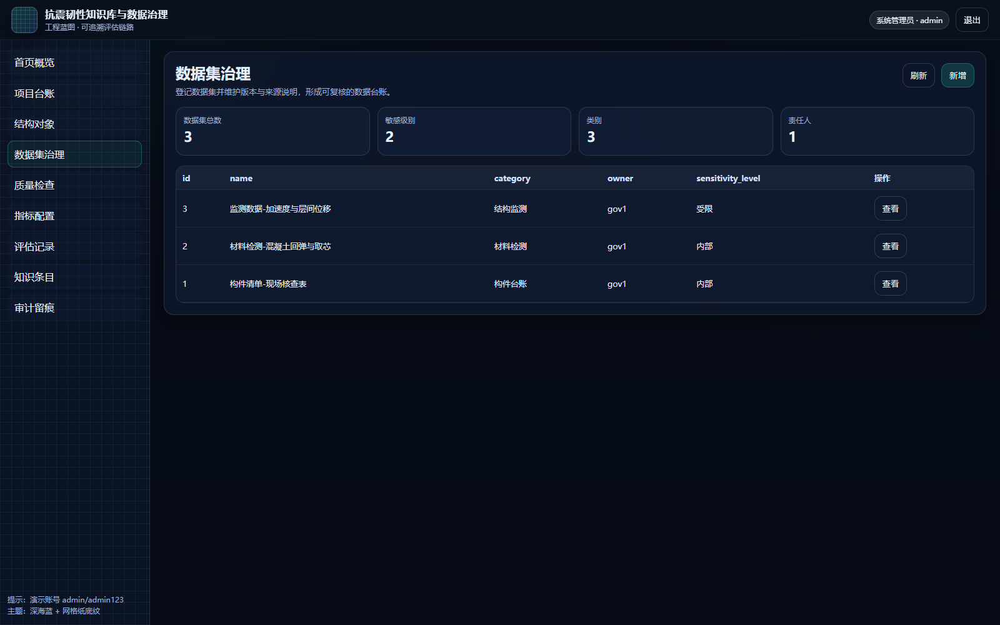 抗震韧性知识库与数据治理
工程蓝图 · 可追溯评估链路
系统管理员 · admin
退出
首页概览
项目台账
结构对象
数据集治理
质量检查
指标配置
评估记录
知识条目
审计留痕
提示：演示账号 admin/admin123
主题：深海蓝 + 网格纸底纹
数据集治理
登记数据集并维护版本与来源说明，形成可复核的数据台账。
刷新
新增
数据集总数
3
敏感级别
2
类别
3
责任人
1
id name category owner sensitivity_level 操作
3 监测数据-加速度与层间位移 结构监测 gov1 受限 查看
2 材料检测-混凝土回弹与取芯 材料检测 gov1 内部 查看
1 构件清单-现场核查表 构件台账 gov1 内部 查看